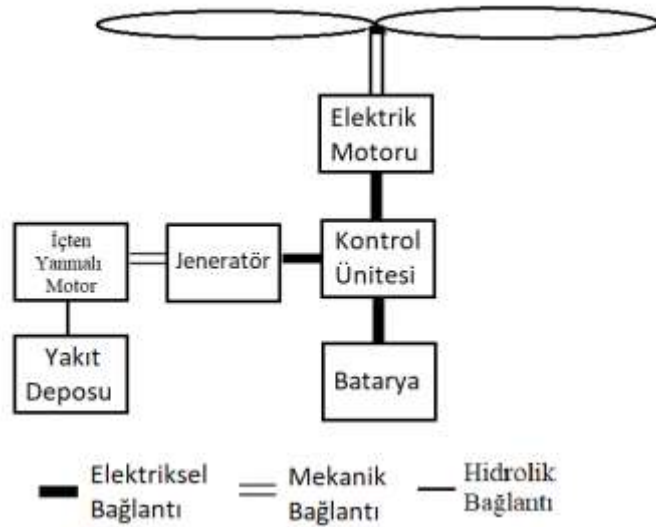 Elektrik
Motoru
İçten
Yanmalı
Motor
Jeneratör
Kontrol
Ünitesi
Yakıt
Deposu
Batarya
Elektriksel
Bağlantı
Mekanik
Bağlantı
Hidrolik
Bağlantı